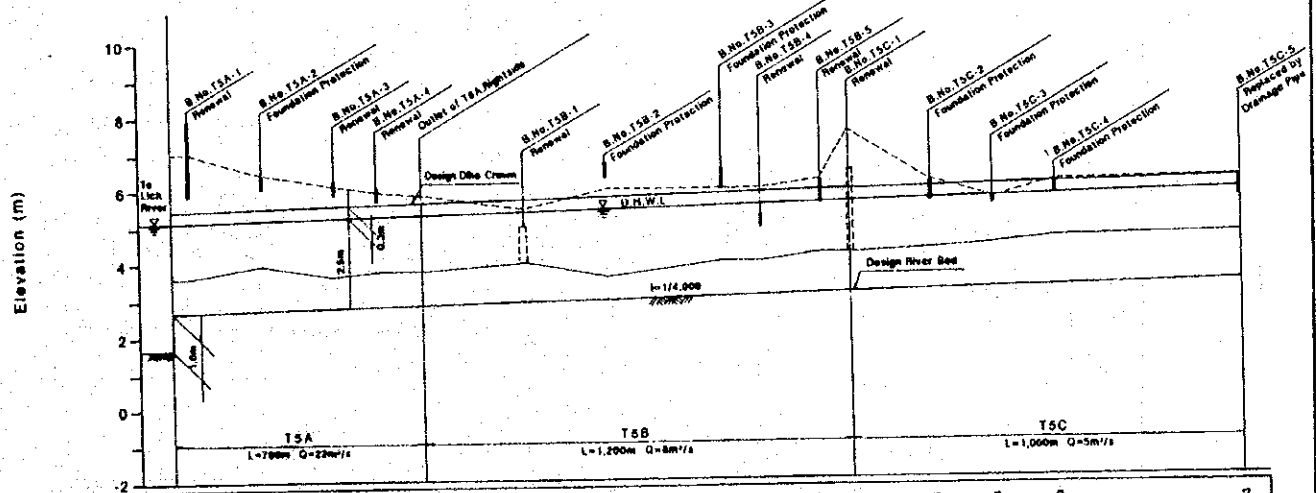 Elevation (m)
10
8
6
4
2
0
-2
B.No.T5A-1
Renewal
B.No.T5A-2
Foundation Protection
B.No.T5A-3
Renewal
B.No.T5A-4
Renewal
Outlet of T5A, Rightside
B.No.T5B-1
Renewal
B.No.T5B-2
Foundation Protection
B.No.T5B-3
Foundation Protection
B.No.T5B-4
Renewal
B.No.T5B-5
Renewal
B.No.T5C-1
Renewal
B.No.T5C-2
Foundation Protection
B.No.T5C-3
Foundation Protection
B.No.T5C-4
Foundation Protection
B.No.T5C-5
Replaced by
Drainage Pipe
To
Lick
River
Design Dike Crown
D.H.W.L
0.3m
2.5m
Design River Bed
I=1/4,000
1.0m
T5A
Q=22m³/s
T5B
L=1,200m Q=8m³/s
T5C
L=1,000m Q=5m³/s